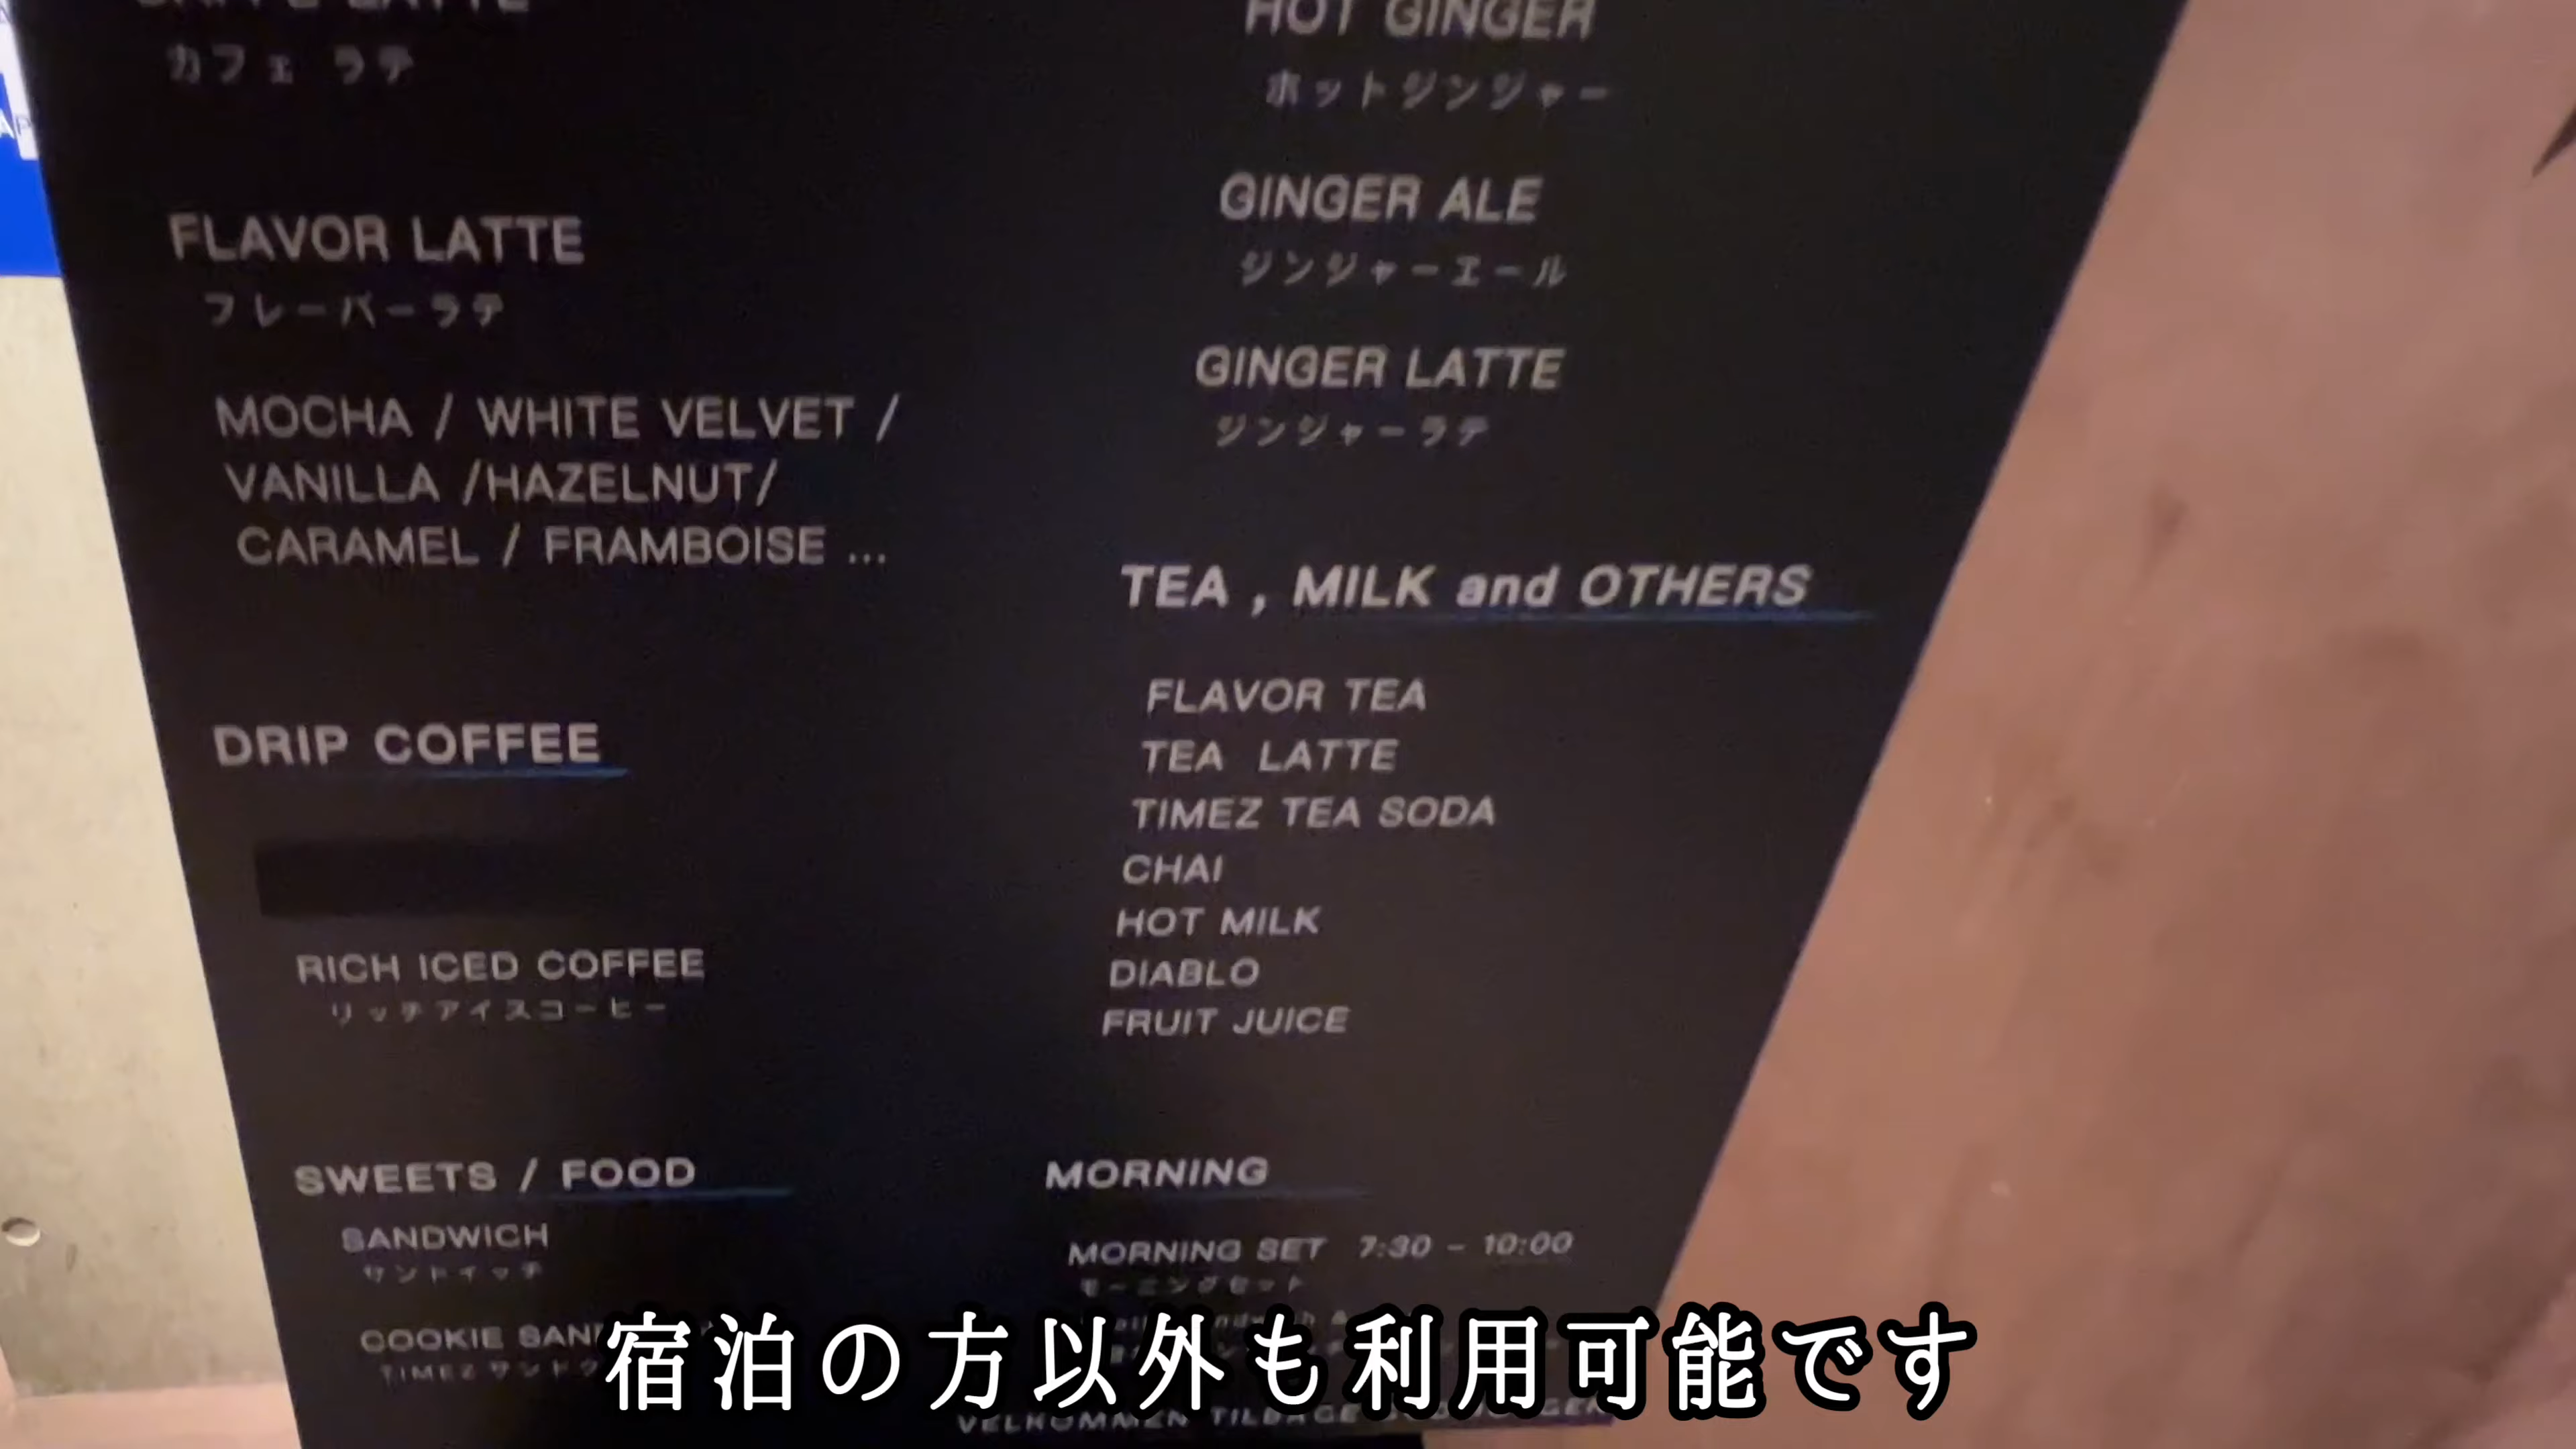 カフェ ラテ
FLAVOR LATTE
フレーバーラテ
MOCHA / WHITE VELVET /
VANILLA /HAZELNUT/
CARAMEL / FRAMBOISE ...
DRIP COFFEE
RICH ICED COFFEE
リッチアイスコーヒー
SWEETS / FOOD
SANDWICH
サンドイッチ
COOKIE
TIMEZ
HOT GINGER
ホットジンジャー
GINGER ALE
ジンジャーエール
GINGER LATTE
ジンジャーラテ
TEA , MILK and OTHERS
FLAVOR TEA
TEA LATTE
TIMEZ TEA SODA
CHAI
HOT MILK
DIABLO
FRUIT JUICE
MORNING
MORNING SET 7:30 - 10:00
モーニングセット
VELKOMMEN TILBAGE
宿泊の方以外も利用可能です